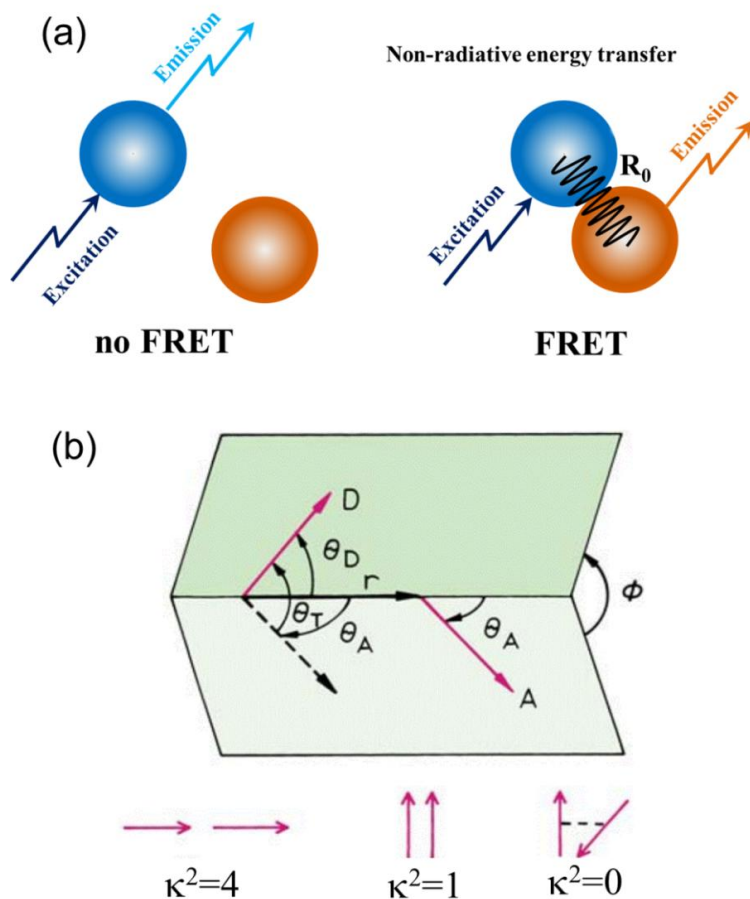 (a)
Emission
Non-radiative energy transfer
Emission
R₀
Excitation
Excitation
no FRET
FRET
(b)
D
θD
r
θT
θA
θA
A
ϕ
κ²=4
κ²=1
κ²=0